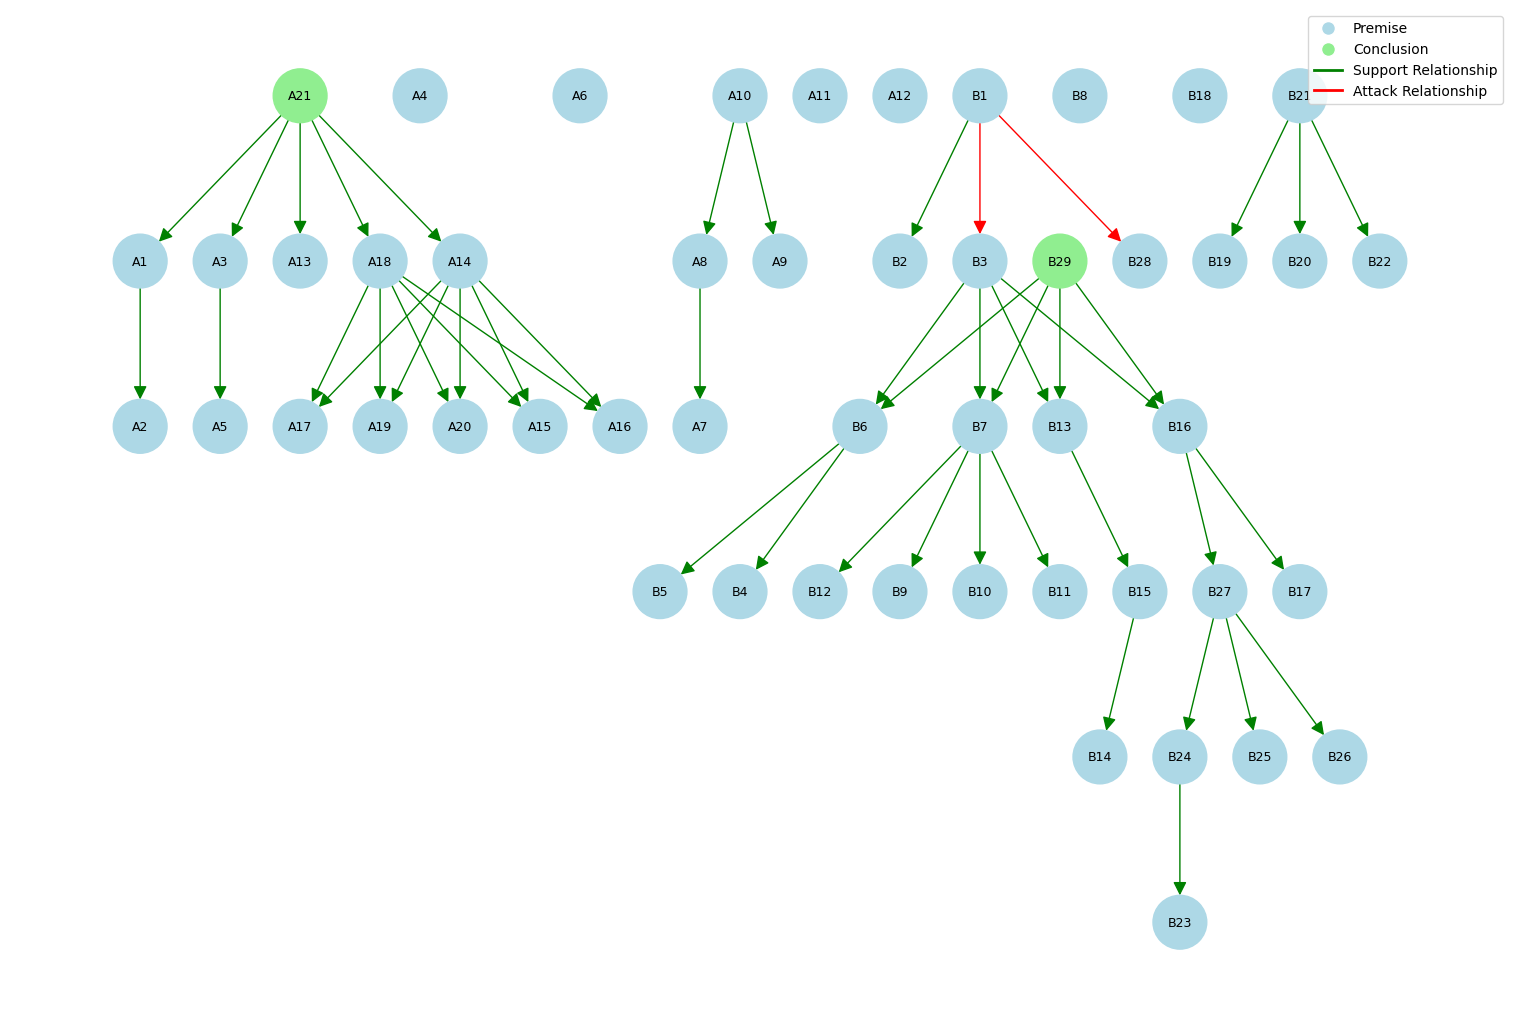 Premise
Conclusion
Support Relationship
Attack Relationship
A21
A4
A6
A10
A11
A12
B1
B8
B18
B21
A1
A3
A13
A18
A14
A8
A9
B2
B3
B29
B28
B19
B20
B22
A2
A5
A17
A19
A20
A15
A16
A7
B6
B7
B13
B16
B5
B4
B12
B9
B10
B11
B15
B27
B17
B14
B24
B25
B26
B23